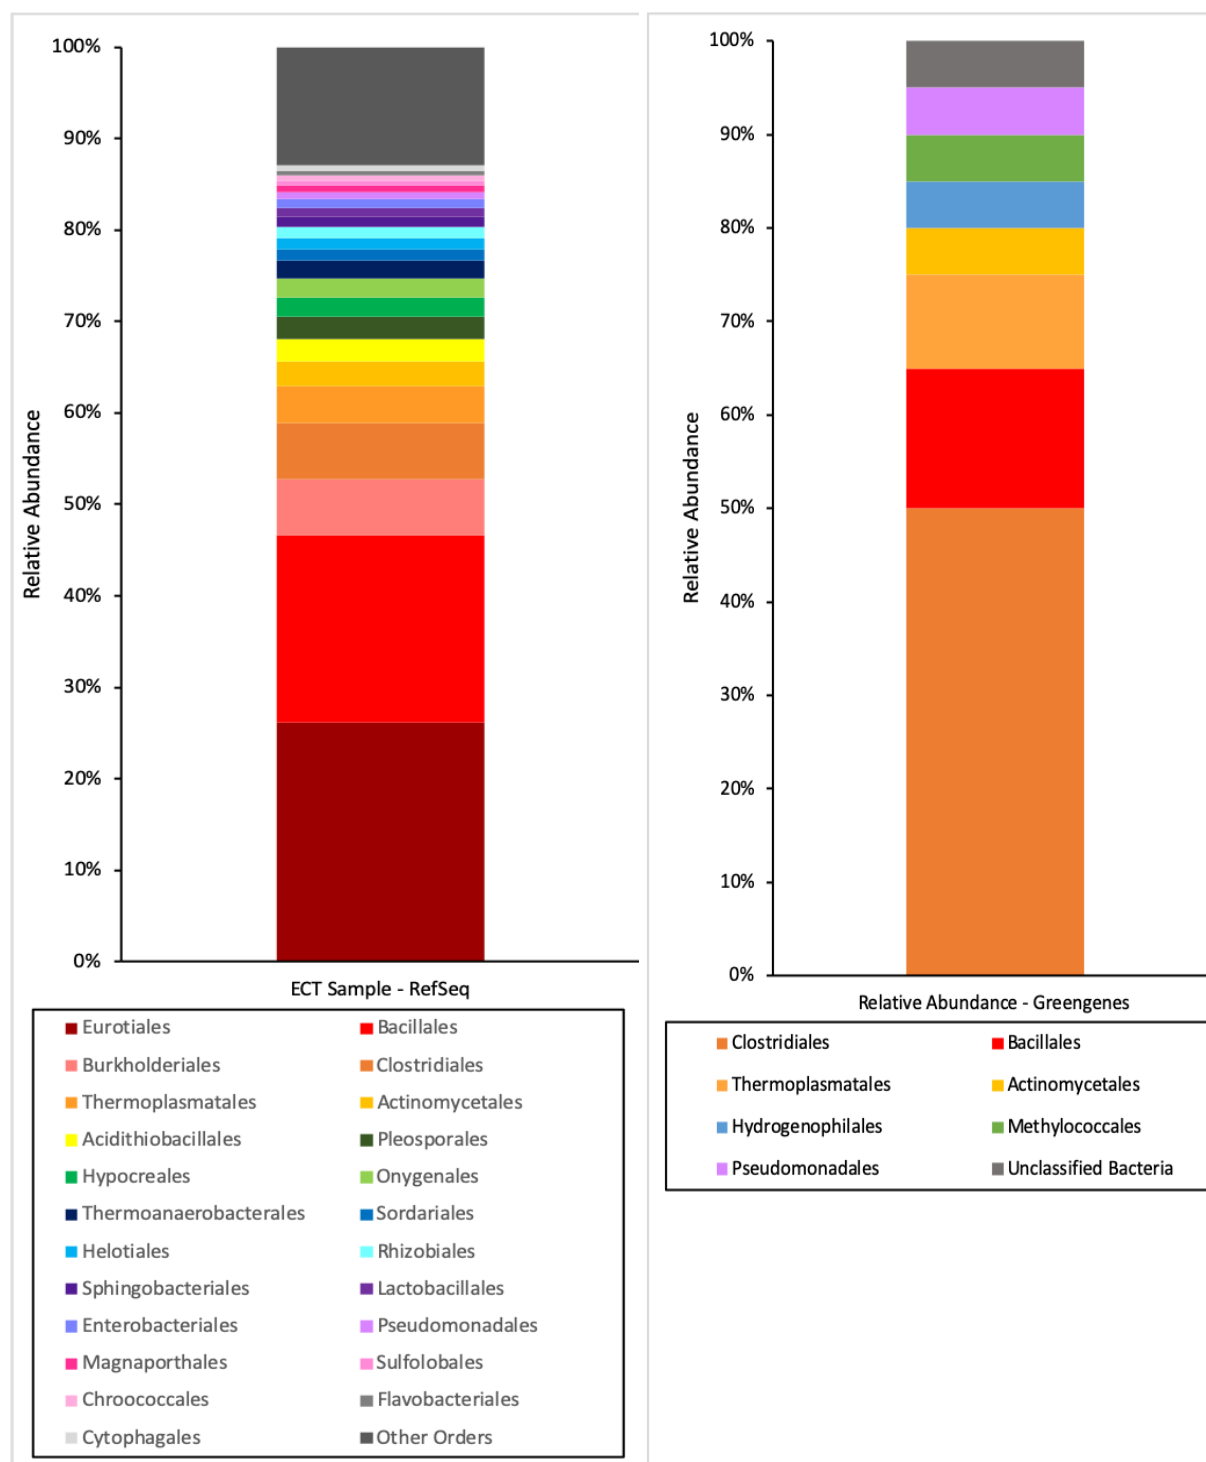 100%
90%
80%
70%
60%
50%
40%
30%
20%
10%
0%
Relative Abundance
ECT Sample - RefSeq
Eurotiales Bacillales
Burkholderiales Clostridiales
Thermoplasmatales Actinomycetales
Acidithiobacillales Pleosporales
Hypocreales Onygenales
Thermoanaerobacterales Sordariales
Helotiales Rhizobiales
Sphingobacteriales Lactobacillales
Enterobacteriales Pseudomonadales
Magnaporthales Sulfolobales
Chroococcales Flavobacteriales
Cytophagales Other Orders
100%
90%
80%
70%
60%
50%
40%
30%
20%
10%
0%
Relative Abundance
Relative Abundance - Greengenes
Clostridiales Bacillales
Thermoplasmatales Actinomycetales
Hydrogenophilales Methylococcales
Pseudomonadales Unclassified Bacteria